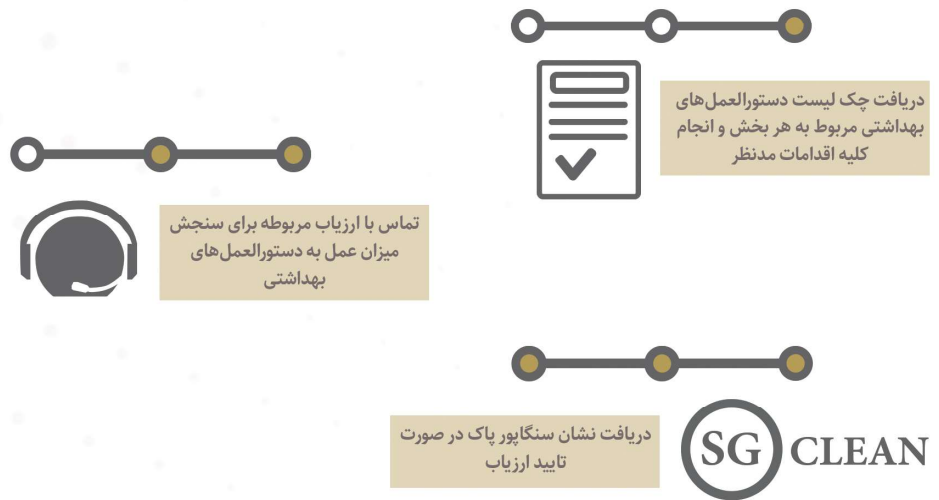 دریافت چک لیست دستورالعمل‌های
بهداشتی مربوط به هر بخش و انجام
کلیه اقدامات مدنظر
تماس با ارزیاب مربوطه برای سنجش
میزان عمل به دستورالعمل‌های
بهداشتی
دریافت نشان سنگاپور پاک در صورت
تایید ارزیاب
SG CLEAN